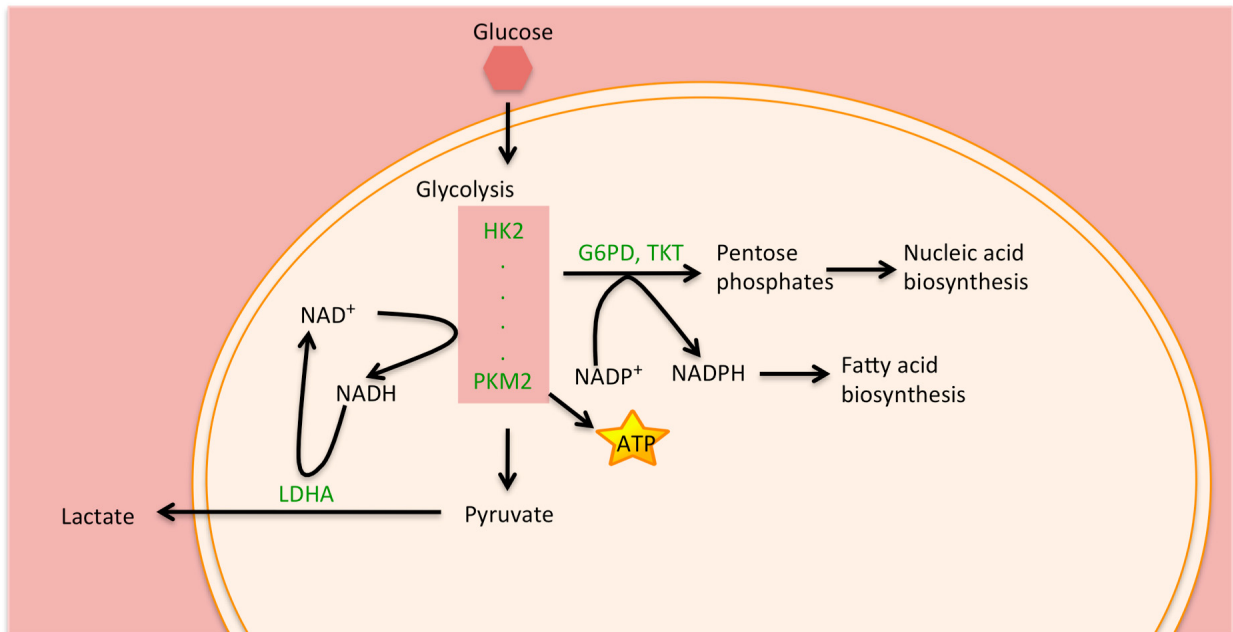 Glucose
Glycolysis
HK2
.
.
.
.
PKM2
G6PD, TKT
Pentose
phosphates
Nucleic acid
biosynthesis
NAD⁺
NADH
NADP⁺
NADPH
Fatty acid
biosynthesis
ATP
LDHA
Lactate
Pyruvate